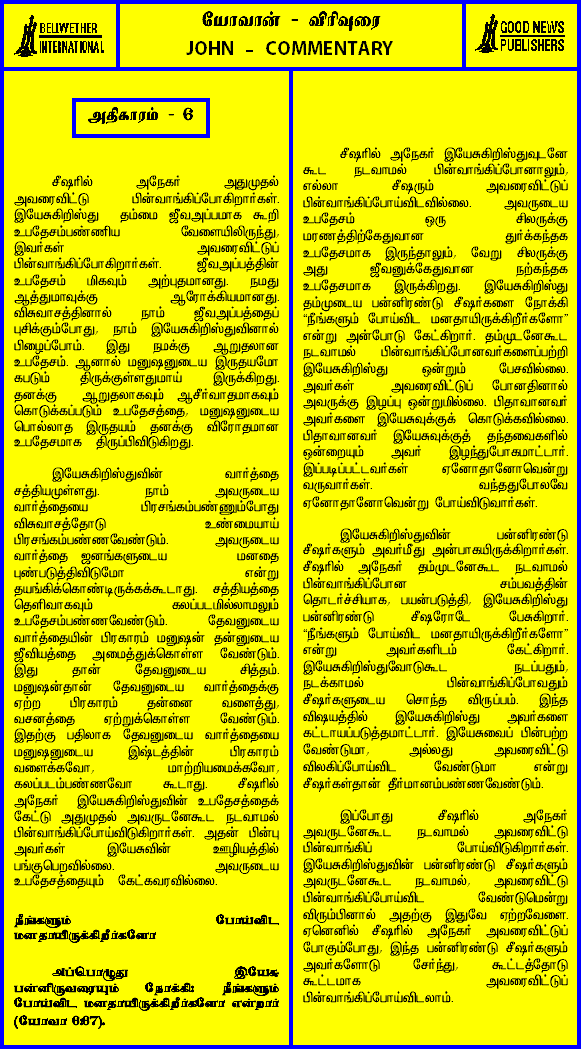 BELWETHER
INTERNATIONAL
யோவான் - விரிவுரை
JOHN - COMMENTARY
GOOD NEWS
PUBLISHERS
அதிகாரம் - 6
சீஷரில் அநேகர் அதுமுதல்
அவரைவிட்டு பின்வாங்கிப்போகிறார்கள்.
இயேசுகிறிஸ்து தம்மை ஜீவஅப்பமாக கூறி
உபதேசம்பண்ணிய வேளையிலிருந்து,
இவர்கள் அவரைவிட்டுப்
பின்வாங்கிப்போகிறார்கள். ஜீவஅப்பத்தின்
உபதேசம் மிகவும் அற்புதமானது. நமது
ஆத்துமாவுக்கு ஆரோக்கியமானது.
விசுவாசத்தினால் நாம் ஜீவஅப்பத்தைப்
புசிக்கும்போது, நாம் இயேசுகிறிஸ்துவினால்
பிழைப்போம். இது நமக்கு ஆறுதலான
உபதேசம். ஆனால் மனுஷனுடைய இருதயமோ
கபடும் திருக்குள்ளதுமாய் இருக்கிறது.
தனக்கு ஆறுதலாகவும் ஆசீர்வாதமாகவும்
கொடுக்கப்படும் உபதேசத்தை, மனுஷனுடைய
பொல்லாத இருதயம் தனக்கு விரோதமான
உபதேசமாக திருப்பிவிடுகிறது.
இயேசுகிறிஸ்துவின் வார்த்தை
சத்தியமுள்ளது. நாம் அவருடைய
வார்த்தையை பிரசங்கம்பண்ணும்போது
விசுவாசத்தோடு உண்மையாய்
பிரசங்கம்பண்ணவேண்டும். அவருடைய
வார்த்தை ஜனங்களுடைய மனதை
புண்படுத்திவிடுமோ என்று
தயங்கிக்கொண்டிருக்கக்கூடாது. சத்தியத்தை
தெளிவாகவும் கலப்படமில்லாமலும்
உபதேசம்பண்ணவேண்டும். தேவனுடைய
வார்த்தையின் பிரகாரம் மனுஷன் தன்னுடைய
ஜீவியத்தை அமைத்துக்கொள்ள வேண்டும்.
இது தான் தேவனுடைய சித்தம்.
மனுஷன்தான் தேவனுடைய வார்த்தைக்கு
ஏற்ற பிரகாரம் தன்னை வளைத்து,
வசனத்தை ஏற்றுக்கொள்ள வேண்டும்.
இதற்கு பதிலாக தேவனுடைய வார்த்தையை
மனுஷனுடைய இஷ்டத்தின் பிரகாரம்
வளைக்கவோ, மாற்றியமைக்கவோ,
கலப்படம்பண்ணவோ கூடாது. சீஷரில்
அநேகர் இயேசுகிறிஸ்துவின் உபதேசத்தைக்
கேட்டு அதுமுதல் அவருடனேகூட நடவாமல்
பின்வாங்கிப்போய்விடுகிறார்கள். அதன் பின்பு
அவர்கள் இயேசுவின் ஊழியத்தில்
பங்குபெறவில்லை. அவருடைய
உபதேசத்தையும் கேட்கவரவில்லை.
நீங்களும் போய்விட
மனதாயிருக்கிறீர்களோ
அப்பொழுது இயேசு
பன்னிருவரையும் நோக்கி: நீங்களும்
போய்விட மனதாயிருக்கிறீர்களோ என்றார்
(யோவா 6:67).
சீஷரில் அநேகர் இயேசுகிறிஸ்துவுடனே
கூட நடவாமல் பின்வாங்கிப்போனாலும்,
எல்லா சீஷரும் அவரைவிட்டுப்
பின்வாங்கிப்போய்விடவில்லை. அவருடைய
உபதேசம் ஒரு சிலருக்கு
மரணத்திற்கேதுவான துர்க்கந்தக
உபதேசமாக இருந்தாலும், வேறு சிலருக்கு
அது ஜீவனுக்கேதுவான நற்கந்தக
உபதேசமாக இருக்கிறது. இயேசுகிறிஸ்து
தம்முடைய பன்னிரண்டு சீஷர்களை நோக்கி
“நீங்களும் போய்விட மனதாயிருக்கிறீர்களோ”
என்று அன்போடு கேட்கிறார். தம்முடனேகூட
நடவாமல் பின்வாங்கிப்போனவர்களைப்பற்றி
இயேசுகிறிஸ்து ஒன்றும் பேசவில்லை.
அவர்கள் அவரைவிட்டுப் போனதினால்
அவருக்கு இழப்பு ஒன்றுமில்லை. பிதாவானவர்
அவர்களை இயேசுவுக்குக் கொடுக்கவில்லை.
பிதாவானவர் இயேசுவுக்குத் தந்தவைகளில்
ஒன்றையும் அவர் இழந்துபோகமாட்டார்.
இப்படிப்பட்டவர்கள் ஏனோதானோவென்று
வருவார்கள். வந்ததுபோலவே
ஏனோதானோவென்று போய்விடுவார்கள்.
இயேசுகிறிஸ்துவின் பன்னிரண்டு
சீஷர்களும் அவர்மீது அன்பாகயிருக்கிறார்கள்.
சீஷரில் அநேகர் தம்முடனேகூட நடவாமல்
பின்வாங்கிப்போன சம்பவத்தின்
தொடர்ச்சியாக, பயன்படுத்தி, இயேசுகிறிஸ்து
பன்னிரண்டு சீஷரோடே பேசுகிறார்.
“நீங்களும் போய்விட மனதாயிருக்கிறீர்களோ”
என்று அவர்களிடம் கேட்கிறார்.
இயேசுகிறிஸ்துவோடுகூட நடப்பதும்,
நடக்காமல் பின்வாங்கிப்போவதும்
சீஷர்களுடைய சொந்த விருப்பம். இந்த
விஷயத்தில் இயேசுகிறிஸ்து அவர்களை
கட்டாயப்படுத்தமாட்டார். இயேசுவைப் பின்பற்ற
வேண்டுமா, அல்லது அவரைவிட்டு
விலகிப்போய்விட வேண்டுமா என்று
சீஷர்கள்தான் தீர்மானம்பண்ணவேண்டும்.
இப்போது சீஷரில் அநேகர்
அவருடனேகூட நடவாமல் அவரைவிட்டு
பின்வாங்கிப் போய்விடுகிறார்கள்.
இயேசுகிறிஸ்துவின் பன்னிரண்டு சீஷர்களும்
அவருடனேகூட நடவாமல், அவரைவிட்டு
பின்வாங்கிப்போய்விட வேண்டுமென்று
விரும்பினால் அதற்கு இதுவே ஏற்றவேளை.
ஏனெனில் சீஷரில் அநேகர் அவரைவிட்டுப்
போகும்போது, இந்த பன்னிரண்டு சீஷர்களும்
அவர்களோடு சேர்ந்து, கூட்டத்தோடு
கூட்டமாக அவரைவிட்டுப்
பின்வாங்கிப்போய்விடலாம்.